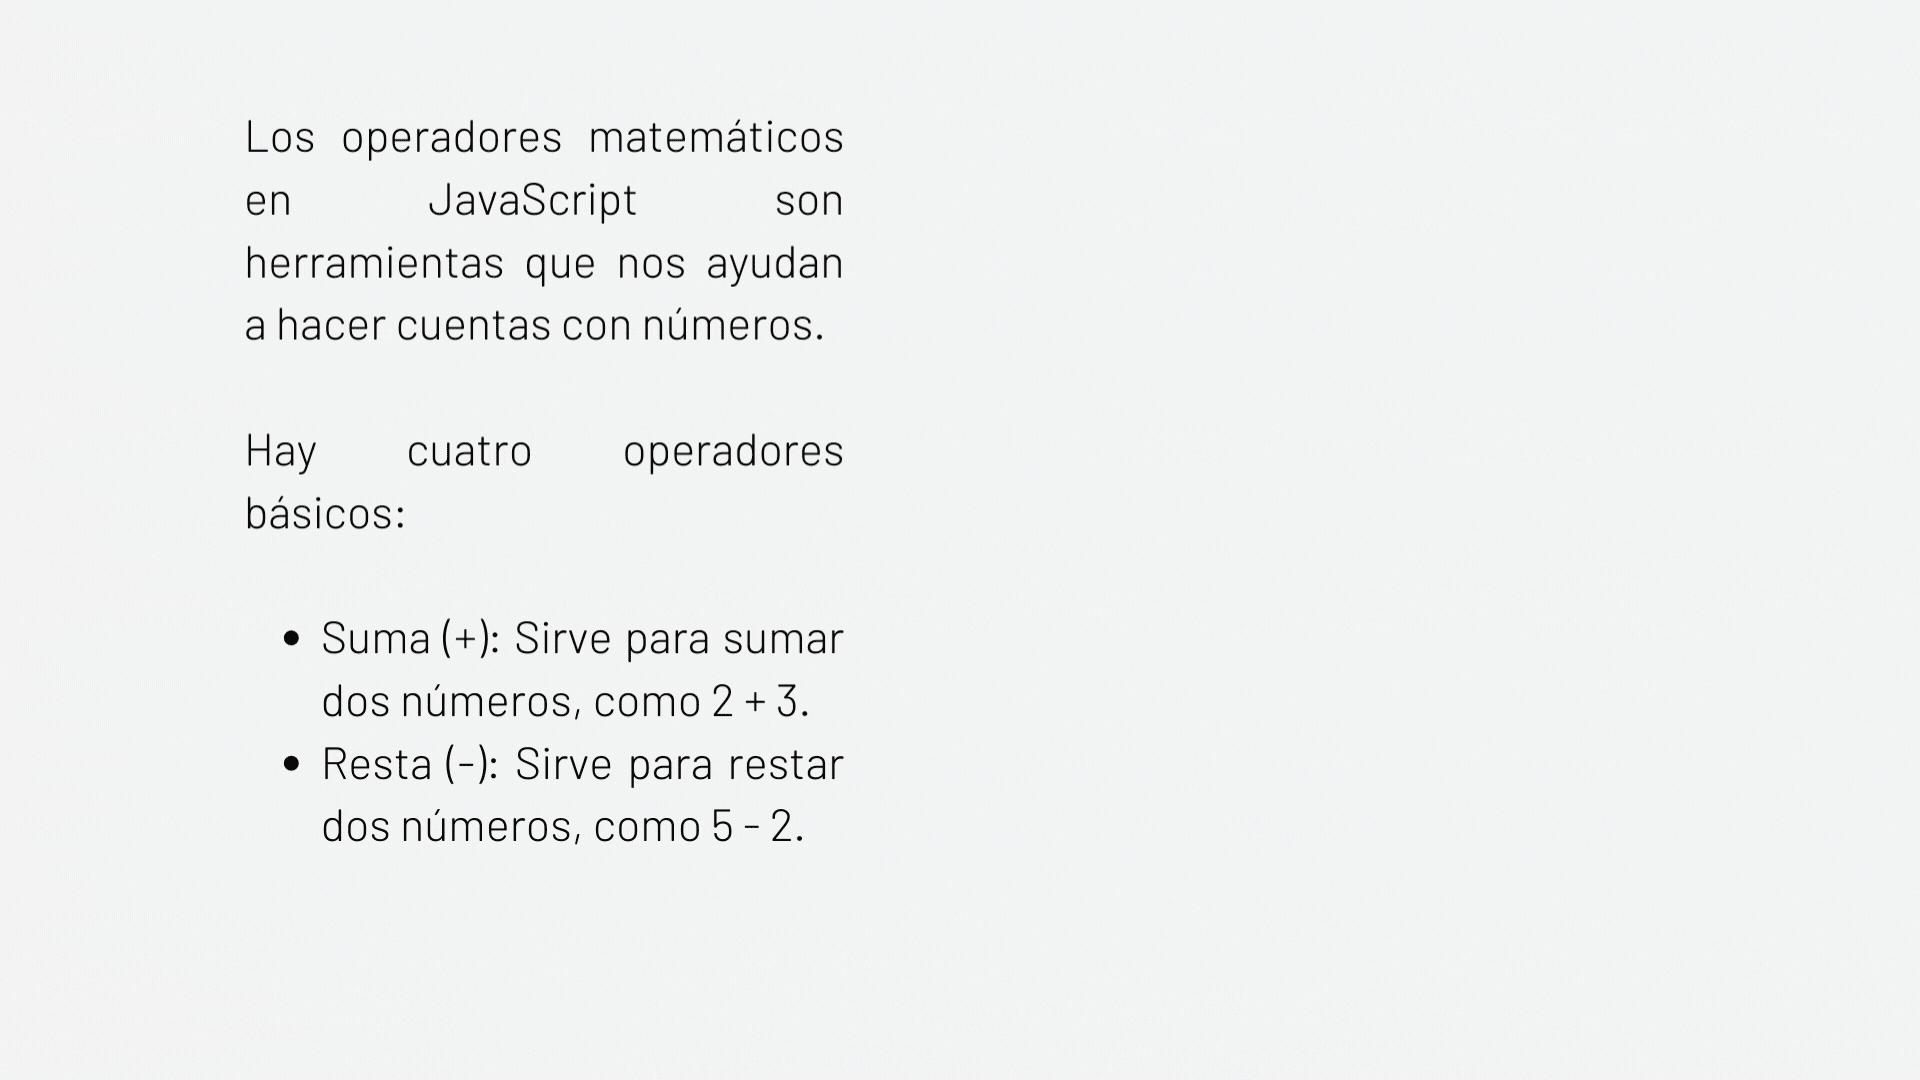 Los operadores matemáticos
en JavaScript son
herramientas que nos ayudan
a hacer cuentas con números.
Hay cuatro operadores
básicos:
• Suma (+): Sirve para sumar
dos números, como 2 + 3.
• Resta (-): Sirve para restar
dos números, como 5 - 2.